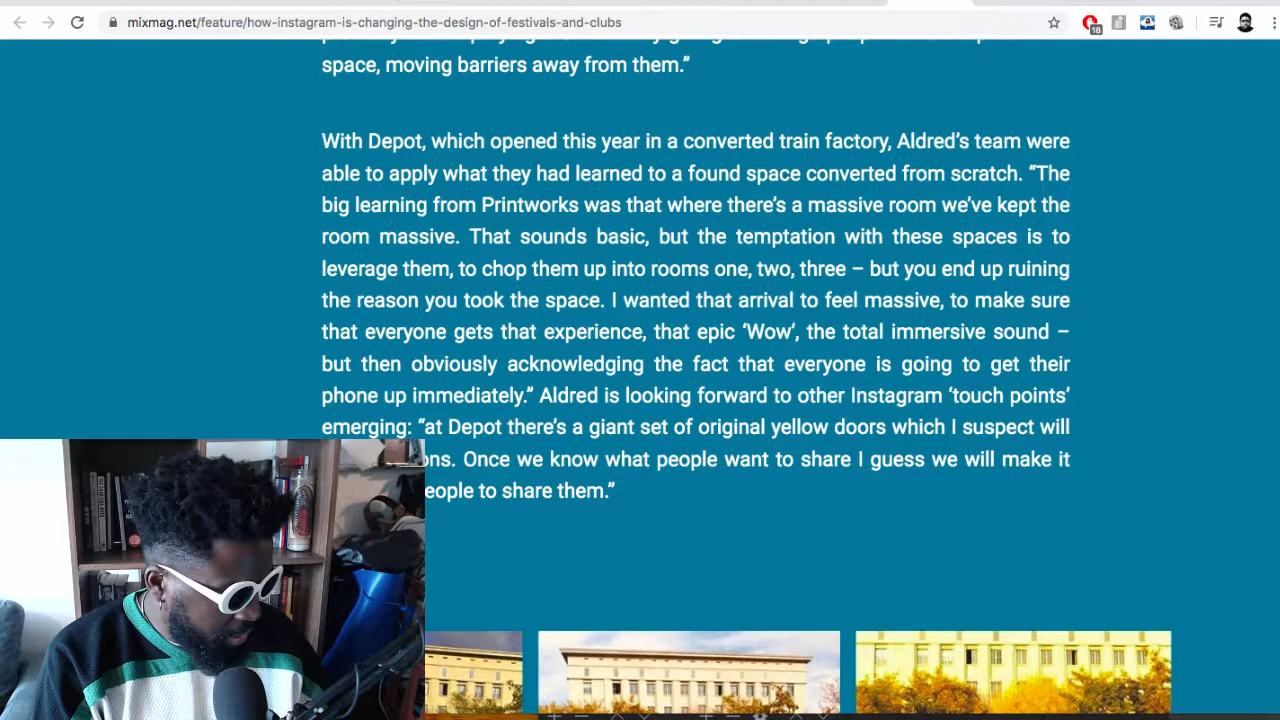 mixmag.net/feature/how-instagram-is-changing-the-design-of-festivals-and-clubs
18
space, moving barriers away from them.”
With Depot, which opened this year in a converted train factory, Aldred’s team were
able to apply what they had learned to a found space converted from scratch. “The
big learning from Printworks was that where there’s a massive room we’ve kept the
room massive. That sounds basic, but the temptation with these spaces is to
leverage them, to chop them up into rooms one, two, three – but you end up ruining
the reason you took the space. I wanted that arrival to feel massive, to make sure
that everyone gets that experience, that epic ‘Wow’, the total immersive sound –
but then obviously acknowledging the fact that everyone is going to get their
phone up immediately.” Aldred is looking forward to other Instagram ‘touch points’
emerging: “at Depot there’s a giant set of original yellow doors which I suspect will
ons. Once we know what people want to share I guess we will make it
eople to share them.”